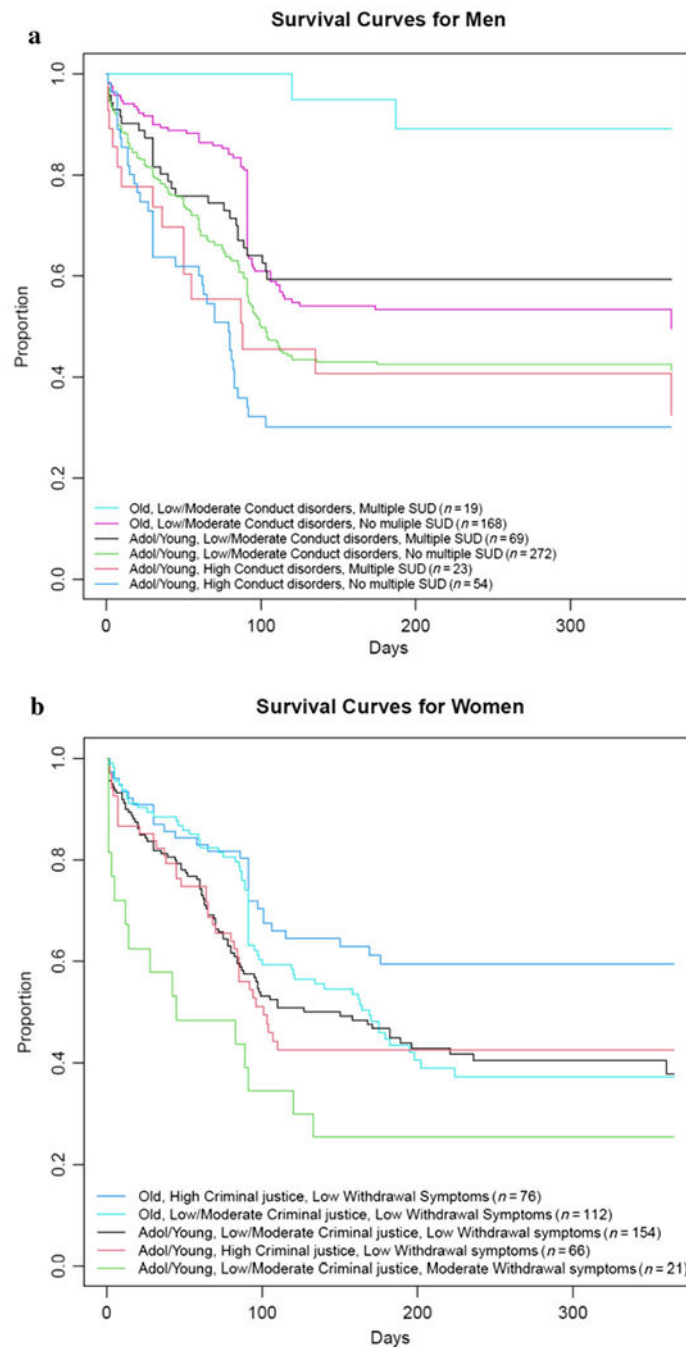 a
Survival Curves for Men
1.0
0.8
0.6
0.4
0.2
0.0
Proportion
Old, Low/Moderate Conduct disorders, Multiple SUD (n = 19)
Old, Low/Moderate Conduct disorders, No muliple SUD (n = 168)
Adol/Young, Low/Moderate Conduct disorders, Multiple SUD (n = 69)
Adol/Young, Low/Moderate Conduct disorders, No multiple SUD (n = 272)
Adol/Young, High Conduct disorders, Multiple SUD (n = 23)
Adol/Young, High Conduct disorders, No multiple SUD (n = 54)
0 100 200 300
Days
b
Survival Curves for Women
1.0
0.8
0.6
0.4
0.2
0.0
Proportion
Old, High Criminal justice, Low Withdrawal Symptoms (n = 76)
Old, Low/Moderate Criminal justice, Low Withdrawal Symptoms (n = 112)
Adol/Young, Low/Moderate Criminal justice, Low Withdrawal symptoms (n = 154)
Adol/Young, High Criminal justice, Low Withdrawal symptoms (n = 66)
Adol/Young, Low/Moderate Criminal justice, Moderate Withdrawal symptoms (n = 21)
0 100 200 300
Days